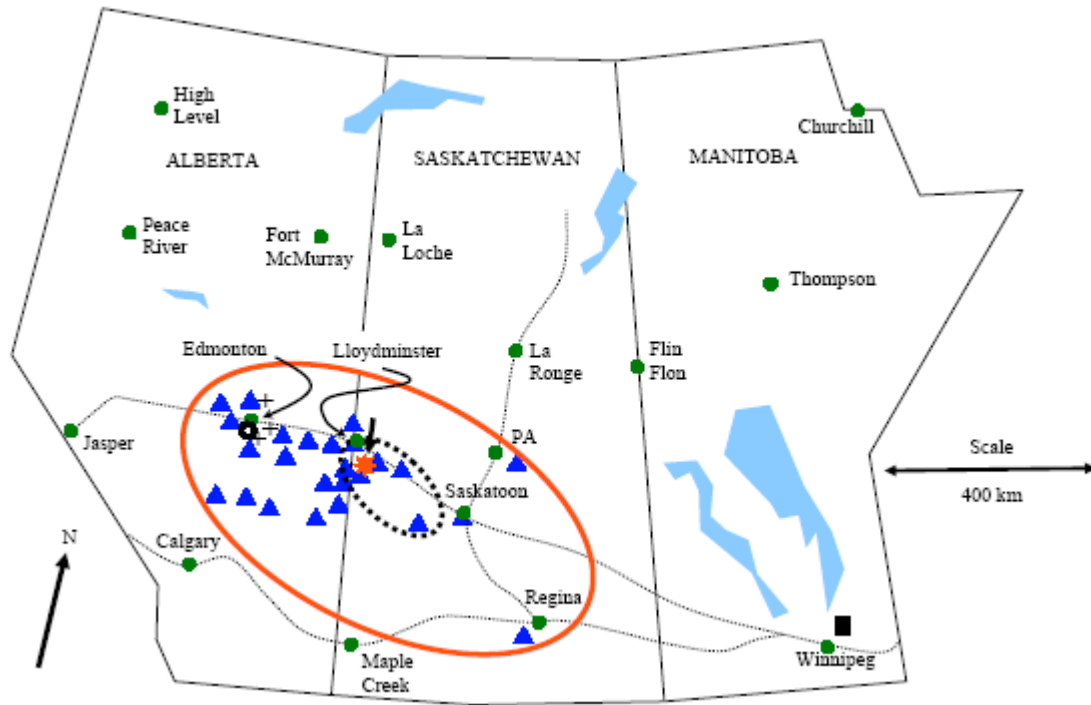 High
Level
Churchill
ALBERTA
SASKATCHEWAN
MANITOBA
Peace
River
Fort
McMurray
La
Loche
Thompson
Edmonton
Lloydminster
La
Ronge
Flin
Flon
Jasper
PA
Scale
400 km
Saskatoon
N
Calgary
Regina
Maple
Creek
Winnipeg